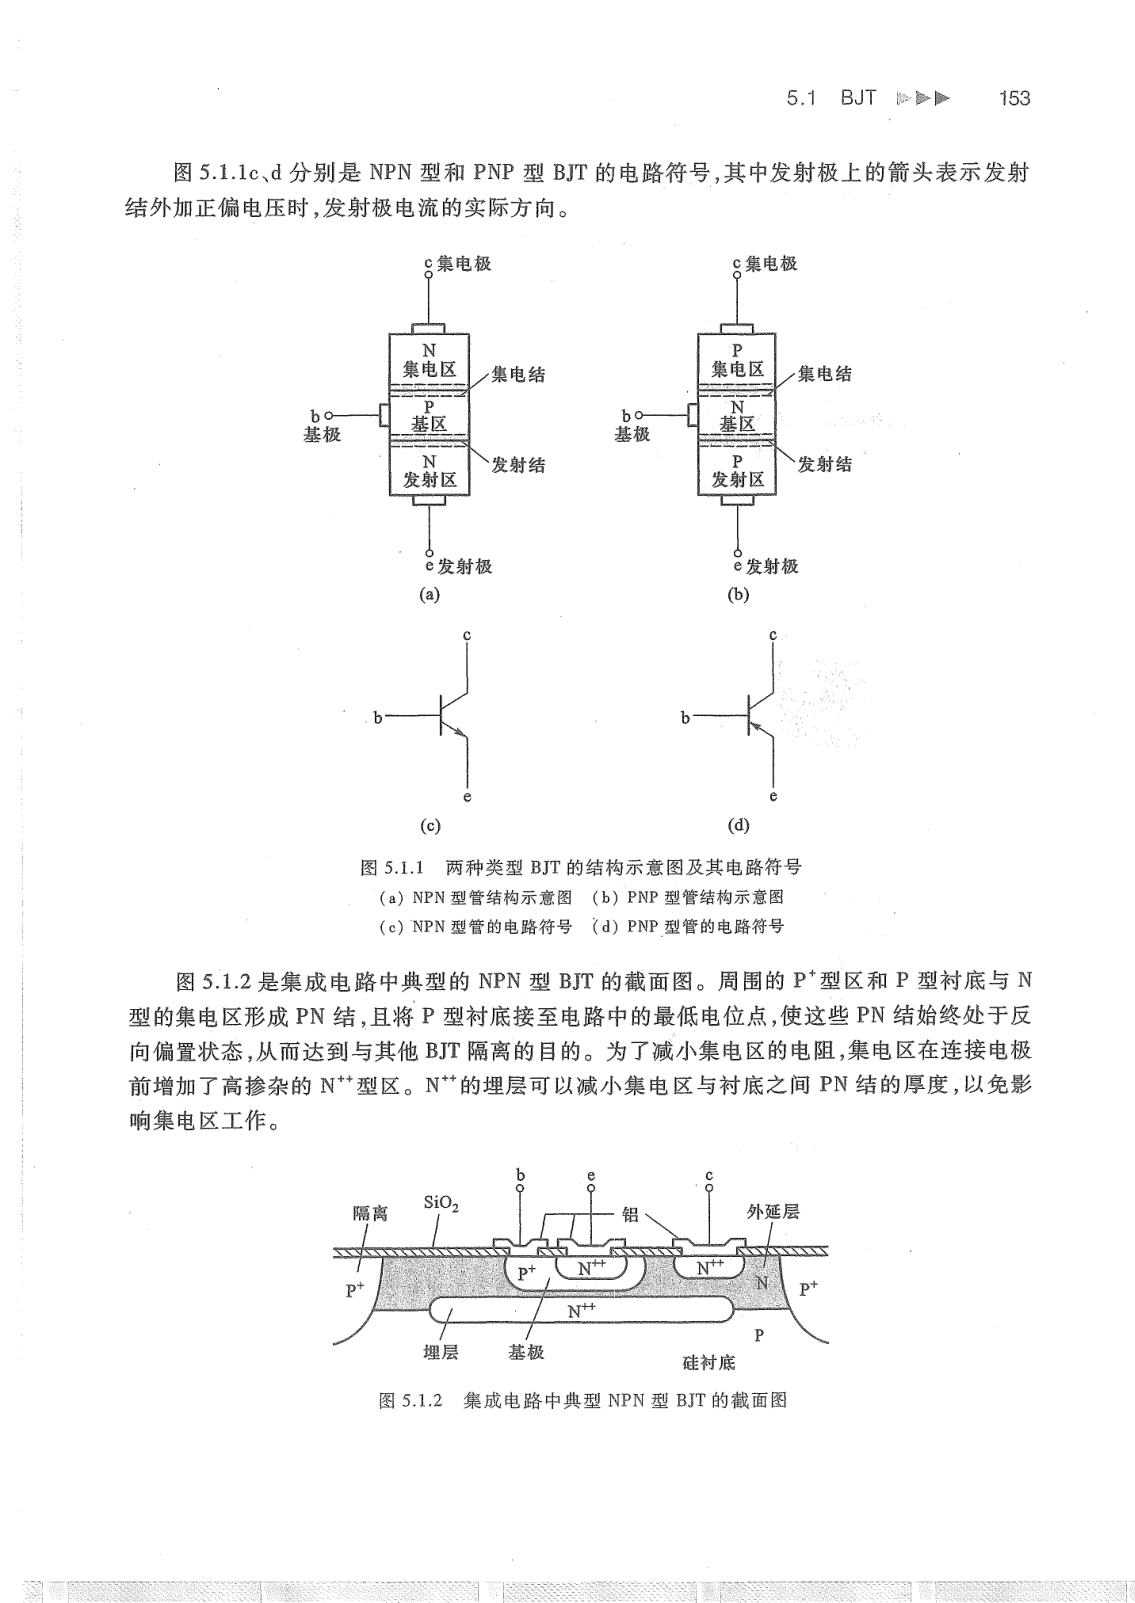 5.1 BJT 153
图 5.1.1c、d 分别是 NPN 型和 PNP 型 BJT 的电路符号,其中发射极上的箭头表示发射
结外加正偏电压时,发射极电流的实际方向。
c 集电极
N
集电区
集电结
b
基极
P
基区
N
发射区
发射结
e 发射极
(a)
c 集电极
P
集电区
集电结
b
基极
N
基区
P
发射区
发射结
e 发射极
(b)
c
b
e
(c)
c
b
e
(d)
图 5.1.1 两种类型 BJT 的结构示意图及其电路符号
(a) NPN 型管结构示意图 (b) PNP 型管结构示意图
(c) NPN 型管的电路符号 (d) PNP 型管的电路符号
图 5.1.2 是集成电路中典型的 NPN 型 BJT 的截面图。周围的 P⁺型区和 P 型衬底与 N
型的集电区形成 PN 结,且将 P 型衬底接至电路中的最低电位点,使这些 PN 结始终处于反
向偏置状态,从而达到与其他 BJT 隔离的目的。为了减小集电区的电阻,集电区在连接电极
前增加了高掺杂的 N⁺⁺型区。N⁺⁺的埋层可以减小集电区与衬底之间 PN 结的厚度,以免影
响集电区工作。
b e c
隔离 SiO₂ 铝 外延层
P⁺ P⁺ N⁺⁺ N⁺⁺ N P⁺
N⁺⁺
P
埋层 基极 硅衬底
图 5.1.2 集成电路中典型 NPN 型 BJT 的截面图